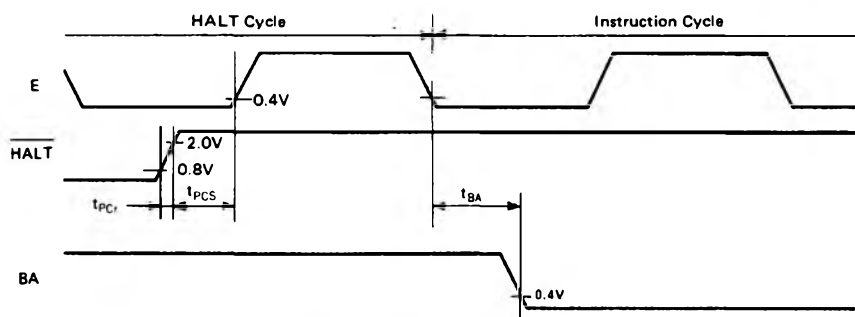 HALT Cycle Instruction Cycle
E
0.4V
HALT
2.0V
0.8V
tPCr tPCS
tBA
BA
0.4V